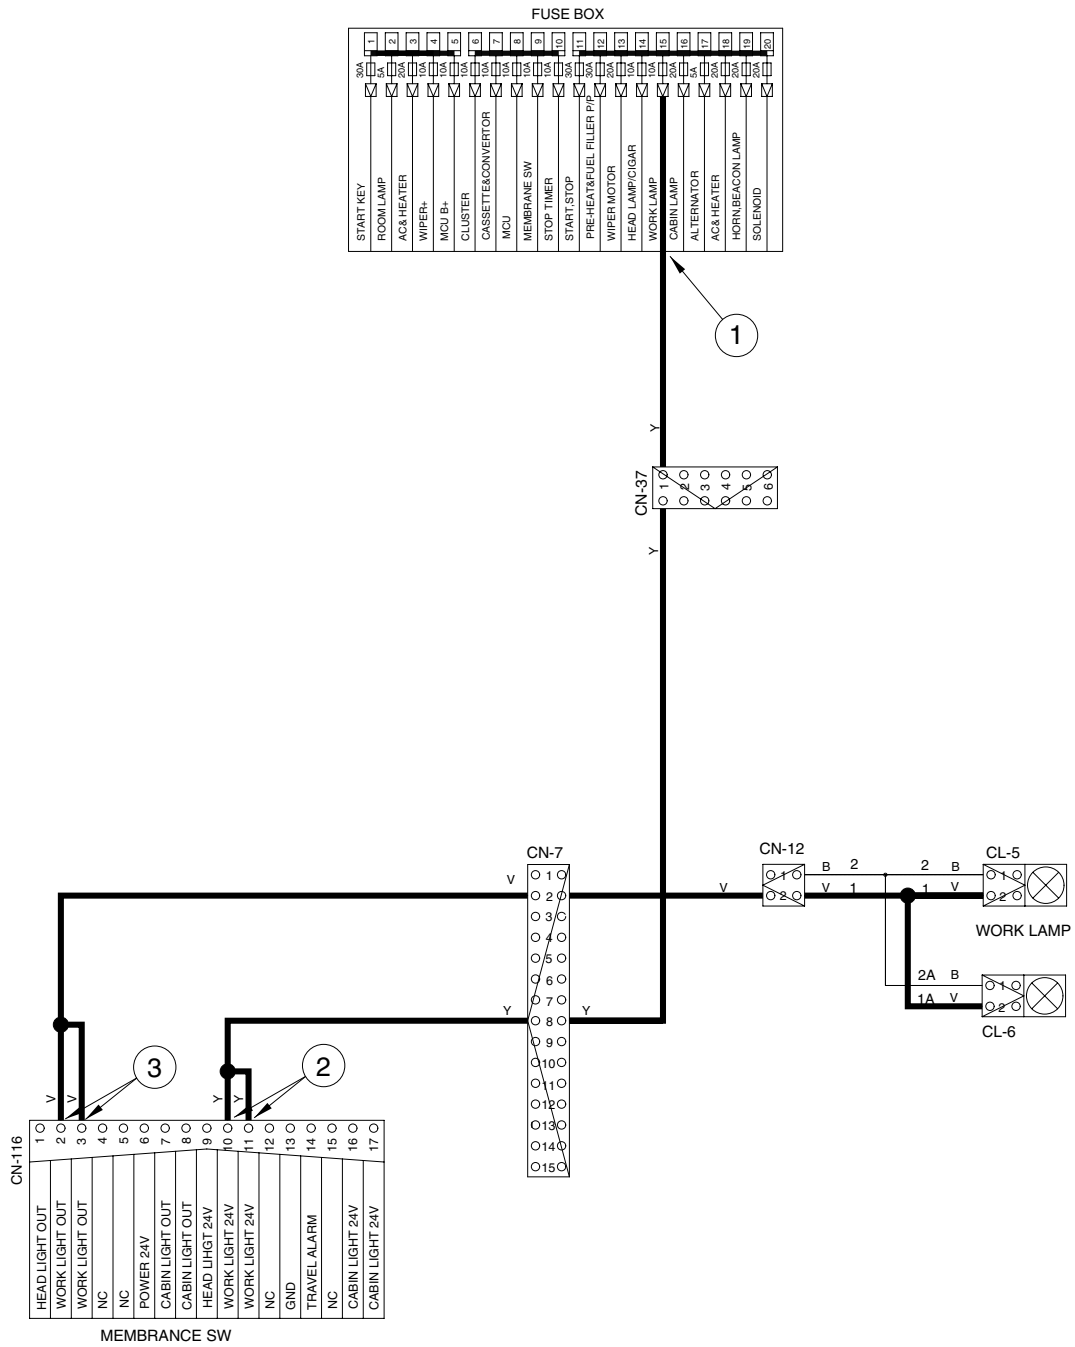 FUSE BOX
1 2 3 4 5 6 7 8 9 10 11 12 13 14 15 16 17 18 19 20
30A 5A 20A 10A 10A 10A 10A 10A 10A 10A 30A 30A 20A 10A 10A 20A 5A 20A 20A 20A
START KEY
ROOM LAMP
AC& HEATER
WIPER+
MCU B+
CLUSTER
CASSETTE&CONVERTOR
MCU
MEMBRANE SW
STOP TIMER
START,STOP
PRE-HEAT&FUEL FILLER P/P
WIPER MOTOR
HEAD LAMP/CIGAR
WORK LAMP
CABIN LAMP
ALTERNATOR
AC& HEATER
HORN,BEACON LAMP
SOLENOID
1
Y
CN-37
1 2 3 4 5 6
Y
CN-7
1
2
3
4
5
6
7
8
9
10
11
12
13
14
15
V
V
Y
Y
CN-12
1
2
B 2 2 B
V 1 1 V
CL-5
1
2
WORK LAMP
2A B
1A V
1
2
CL-6
3
2
V V Y Y
CN-116
1 2 3 4 5 6 7 8 9 10 11 12 13 14 15 16 17
HEAD LIGHT OUT
WORK LIGHT OUT
WORK LIGHT OUT
NC
NC
POWER 24V
CABIN LIGHT OUT
CABIN LIGHT OUT
HEAD LIHGT 24V
WORK LIGHT 24V
WORK LIGHT 24V
NC
GND
TRAVEL ALARM
NC
CABIN LIGHT 24V
CABIN LIGHT 24V
MEMBRANCE SW